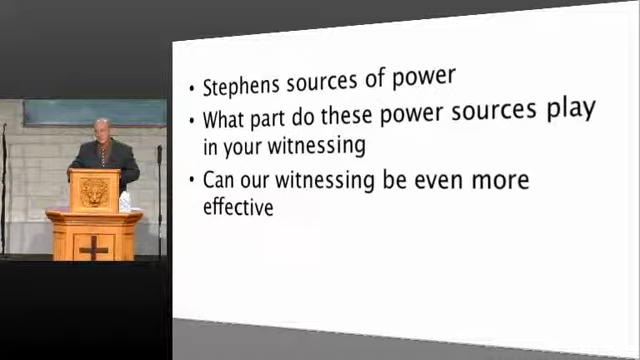 • Stephens sources of power
• What part do these power sources play
in your witnessing
• Can our witnessing be even more
effective